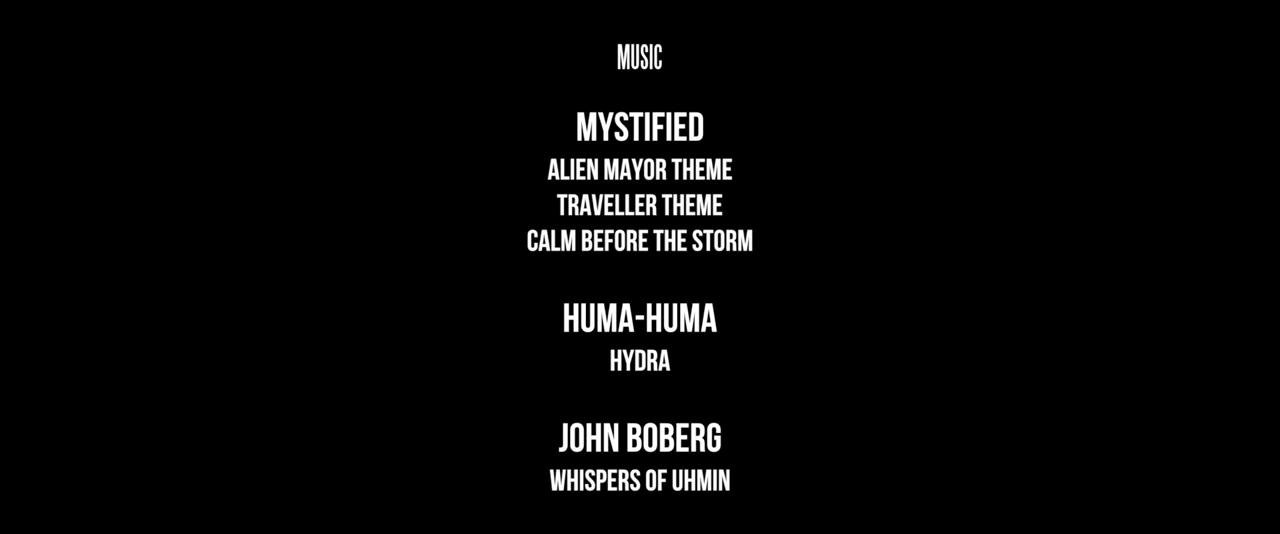 MUSIC
MYSTIFIED
ALIEN MAYOR THEME
TRAVELLER THEME
CALM BEFORE THE STORM
HUMA-HUMA
HYDRA
JOHN BOBERG
WHISPERS OF UHMIN